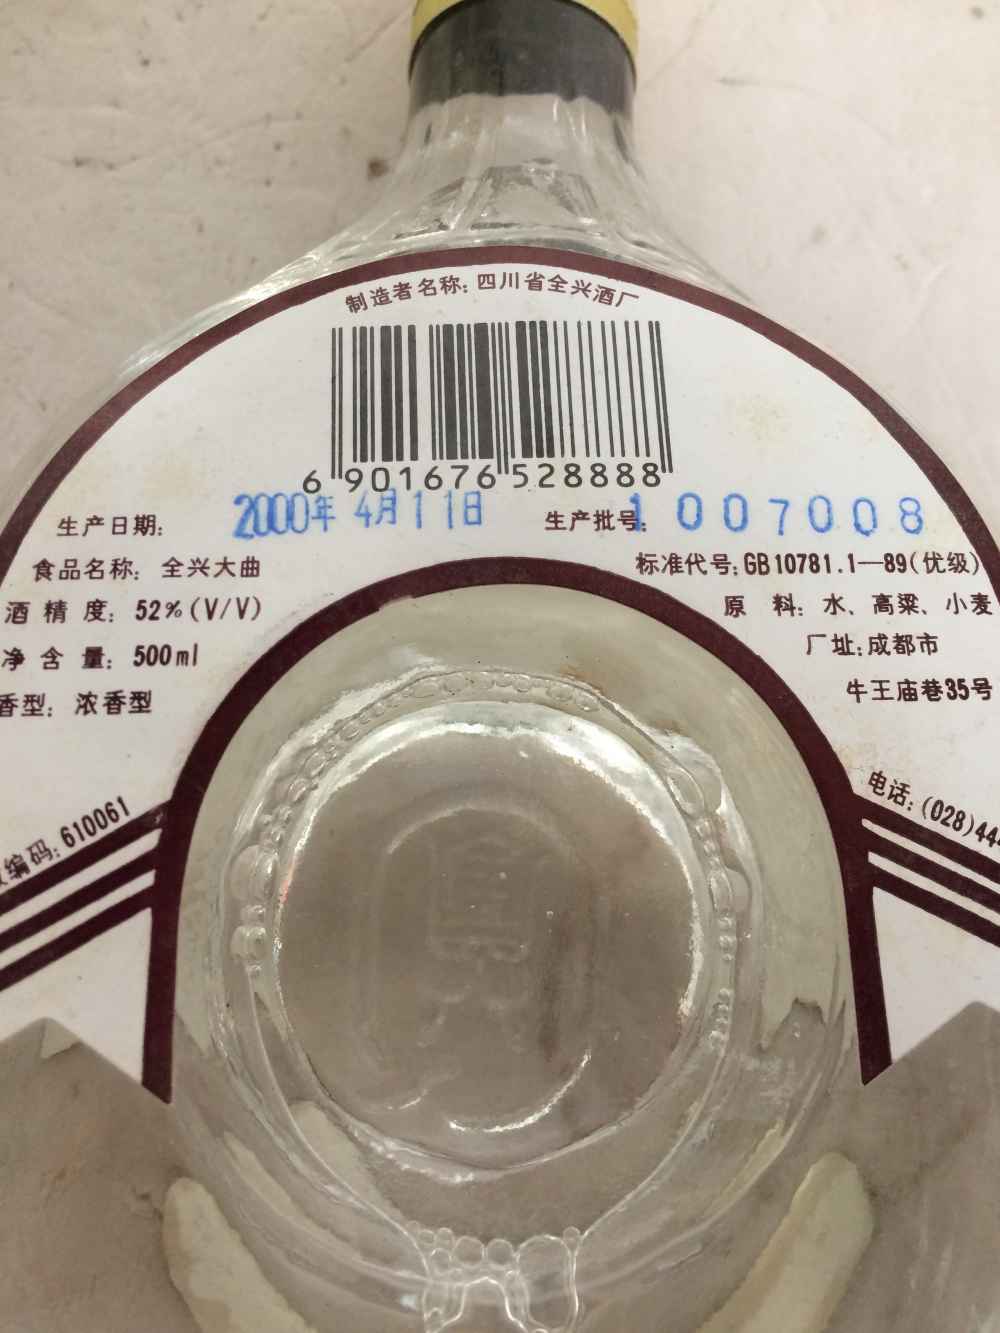 制造者名称：四川省全兴酒厂
6 901676 528888
生产日期： 2000年 4月11日
生产批号： 1007008
食品名称：全兴大曲
标准代号：GB10781.1—89(优级)
酒精度：52%(V/V)
原 料：水、高粱、小麦
净含量：500ml
厂址：成都市
牛王庙巷35号
香型：浓香型
编码：610061
电话：(028)44